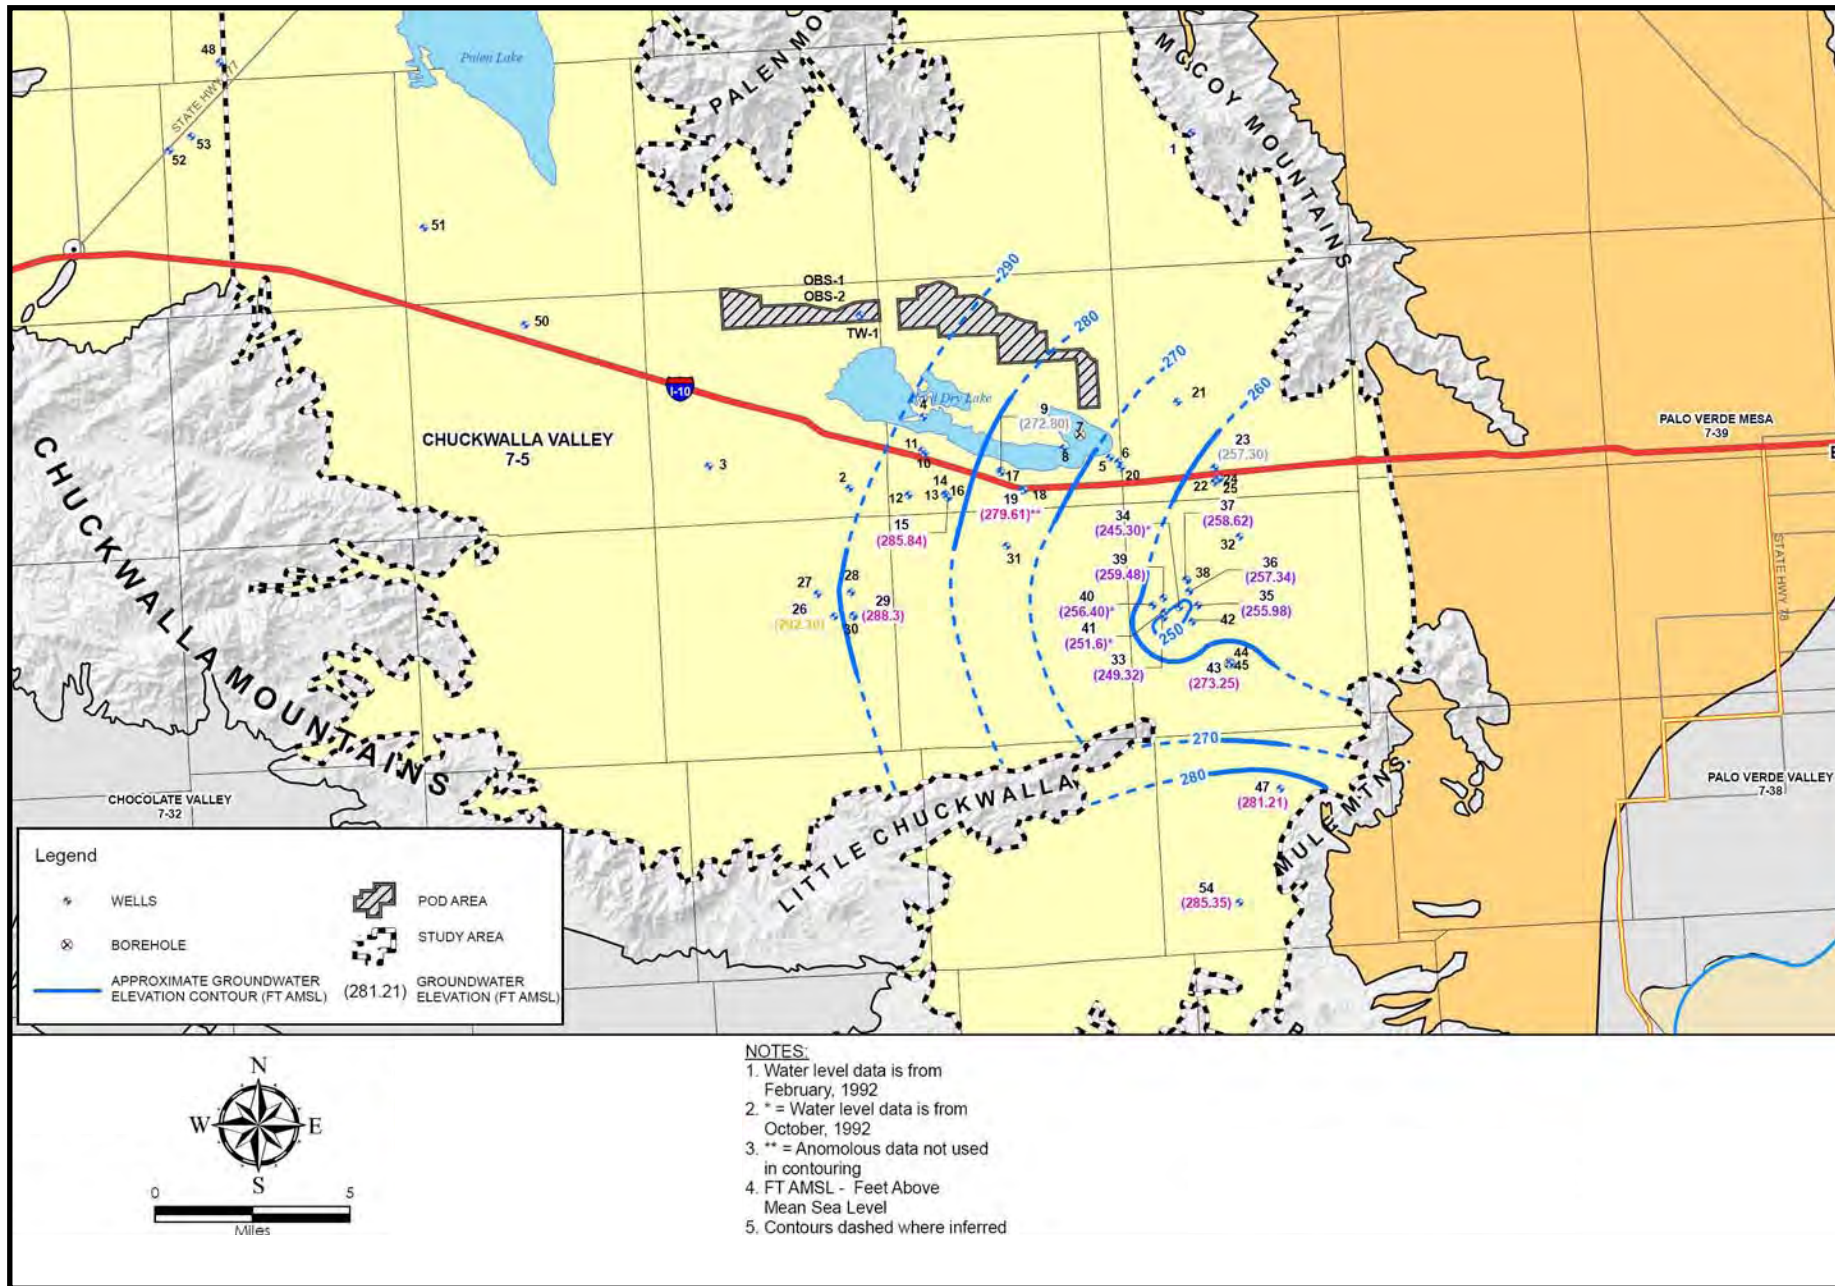 48
Palen Lake
STATE HWY 177
53
52
PALEN MO
MCCOY MOUNTAINS
1
51
50
OBS-1
OBS-2
TW-1
290
280
270
260
I-10
CHUCKWALLA VALLEY
7-5
3
2
4
Dry Lake
9
(272.80)
7
8
5
6
20
21
23
(257.30)
22
24
25
PALO VERDE MESA
7-39
11
10
12
14
13
16
15
(285.84)
17
19
18
(279.61)**
31
34
(245.30)*
37
(258.62)
32
39
(259.48)
38
36
(257.34)
40
(256.40)*
35
(255.98)
41
(251.6)*
42
250
33
(249.32)
44
43
45
(273.25)
27
28
26
29
(288.3)
30
STATE HWY 78
CHUCKWALLA MOUNTAINS
270
280
47
(281.21)
LITTLE CHUCKWALLA
MULE MTNS.
54
(285.35)
PALO VERDE VALLEY
7-38
CHOCOLATE VALLEY
7-32
Legend
WELLS
BOREHOLE
APPROXIMATE GROUNDWATER
ELEVATION CONTOUR (FT AMSL)
POD AREA
STUDY AREA
(281.21)
GROUNDWATER
ELEVATION (FT AMSL)
N
W
E
S
0
5
Miles
NOTES:
1. Water level data is from
February, 1992
2. * = Water level data is from
October, 1992
3. ** = Anomolous data not used
in contouring
4. FT AMSL - Feet Above
Mean Sea Level
5. Contours dashed where inferred